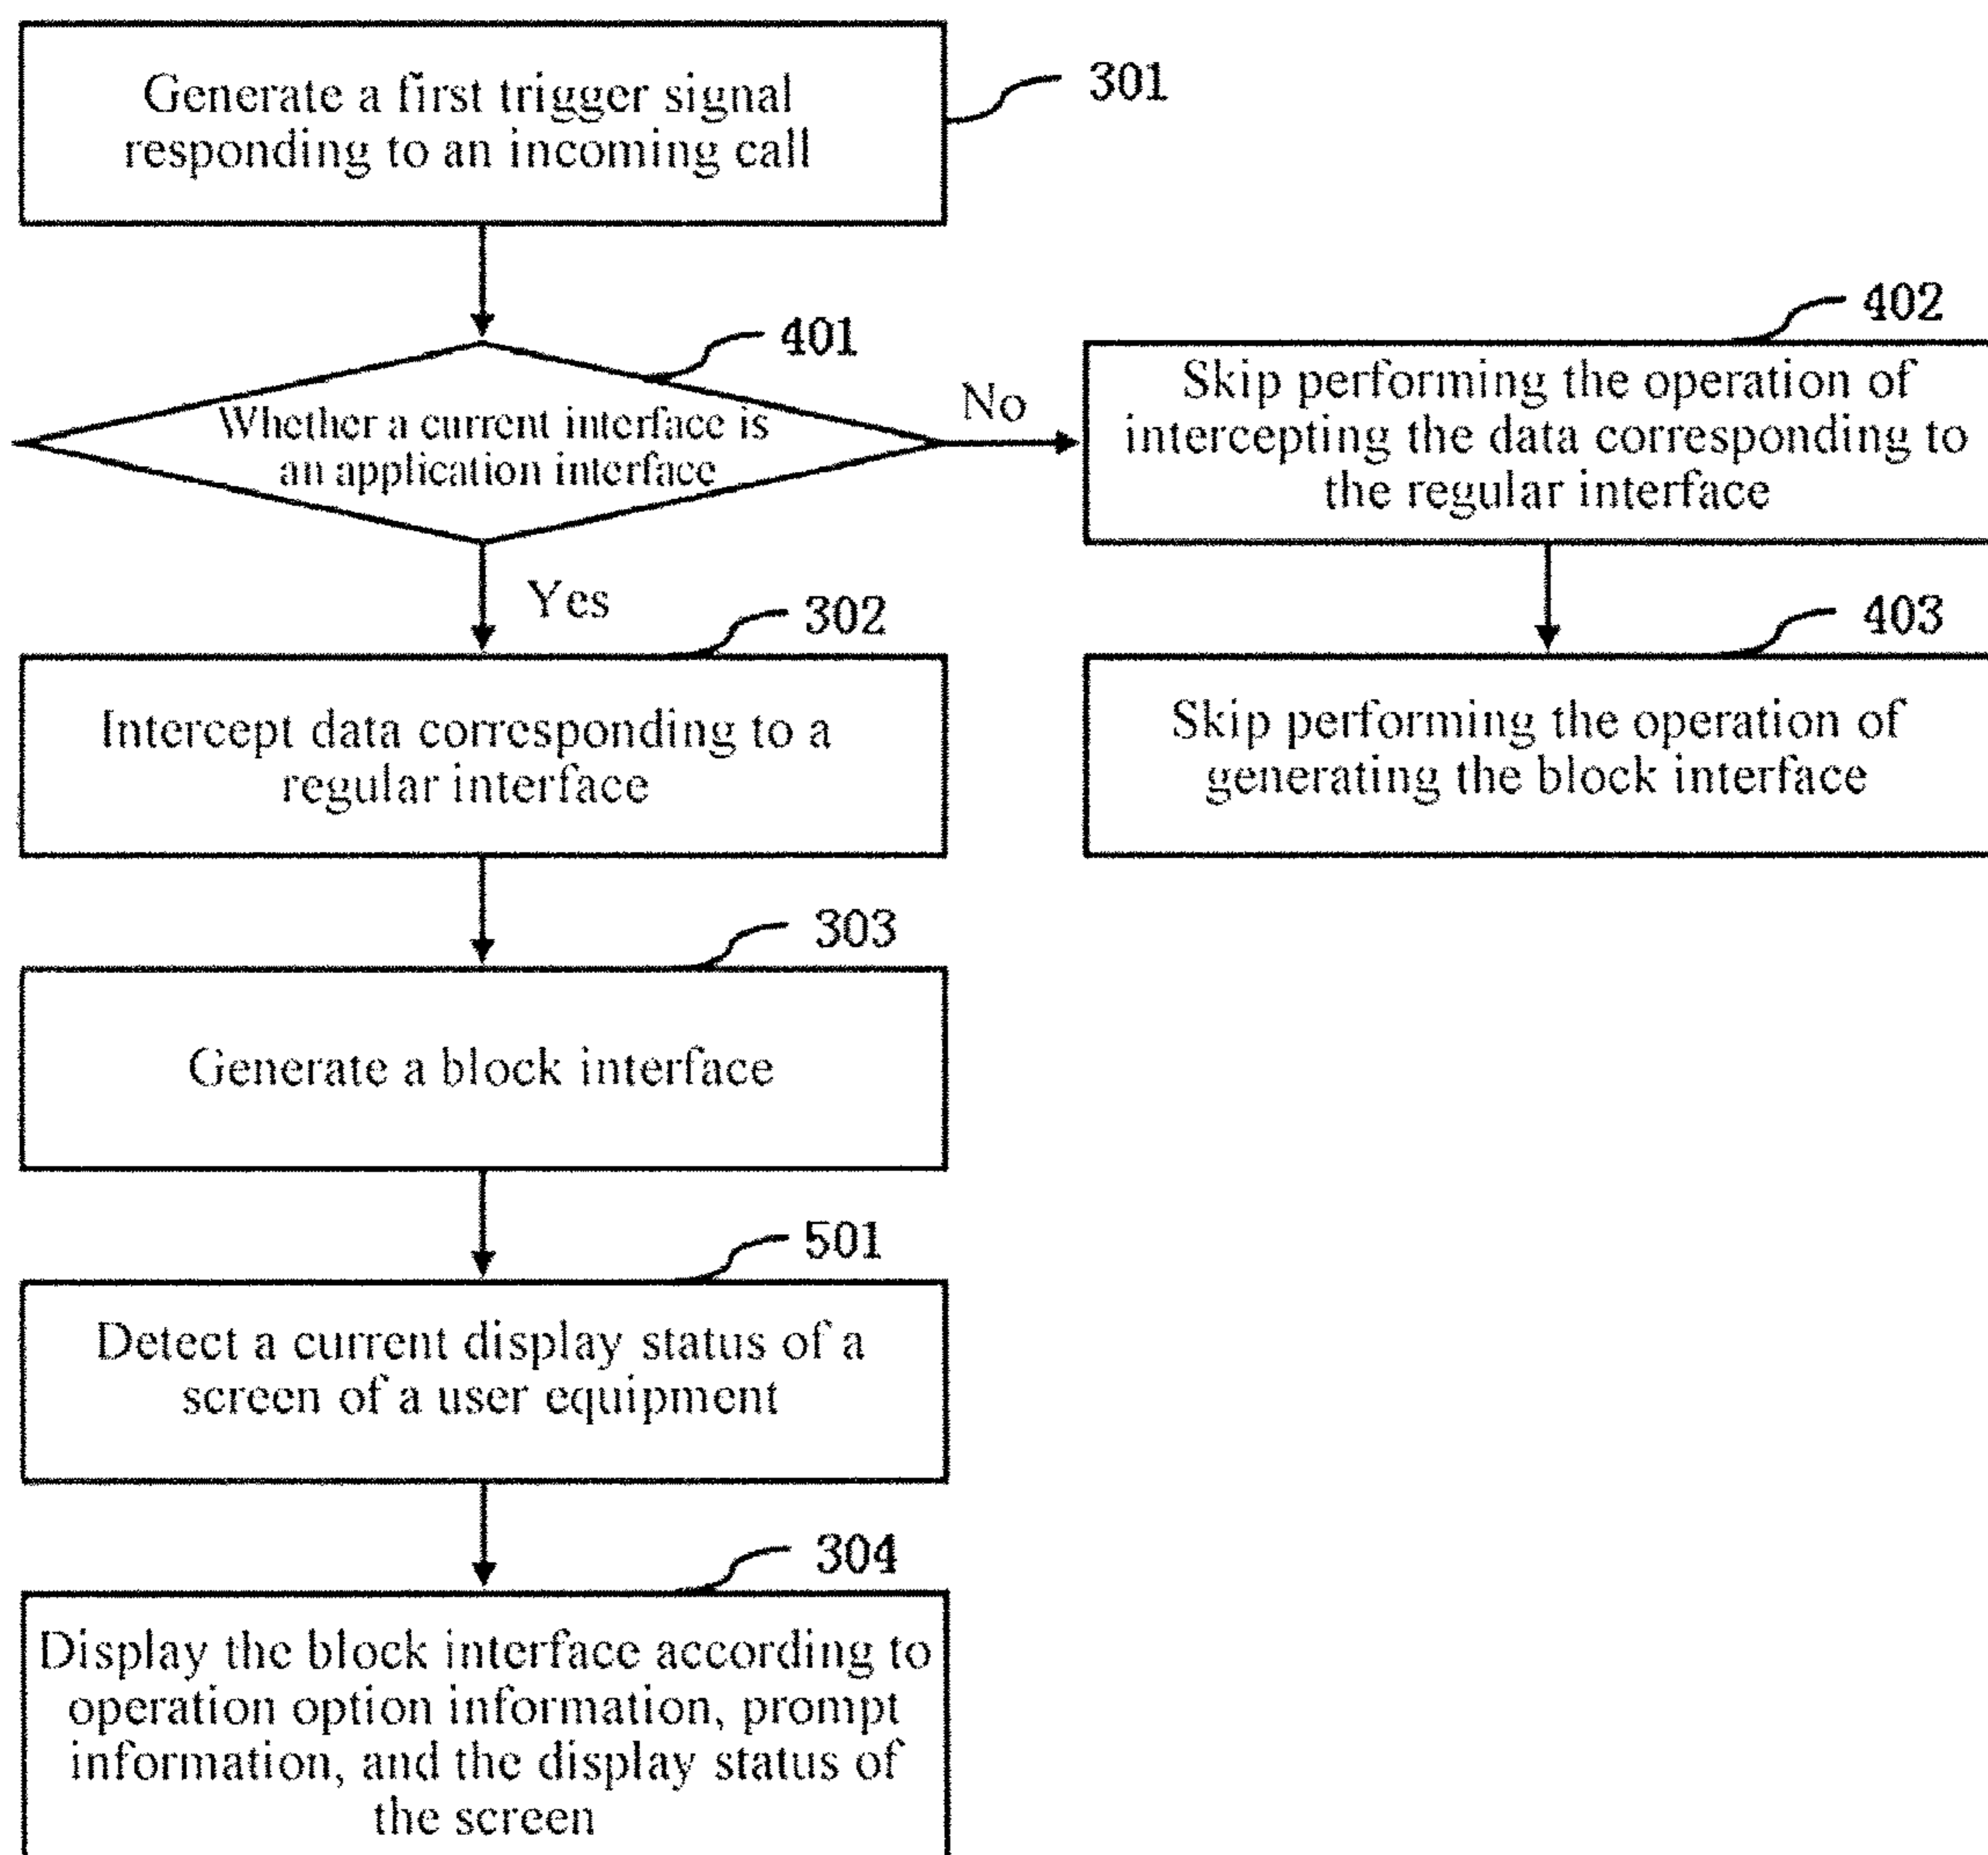 Generate a first trigger signal
responding to an incoming call
301
401
Whether a current interface is
an application interface
No
402
Skip performing the operation of
intercepting the data corresponding to
the regular interface
Yes
302
Intercept data corresponding to a
regular interface
403
Skip performing the operation of
generating the block interface
303
Generate a block interface
501
Detect a current display status of a
screen of a user equipment
304
Display the block interface according to
operation option information, prompt
information, and the display status of
the screen